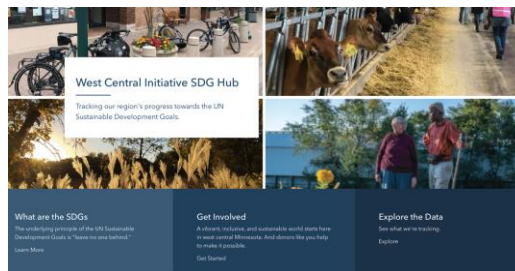 West Central Initiative SDG Hub
Tracking our region's progress towards the UN
Sustainable Development Goals.
What are the SDGs
The underlying principle of the UN Sustainable
Development Goals is "leave no one behind."
Learn More
Get Involved
A vibrant, inclusive, and sustainable world starts here
in west central Minnesota. And donors like you help
to make it possible.
Get Started
Explore the Data
See what we're tracking.
Explore